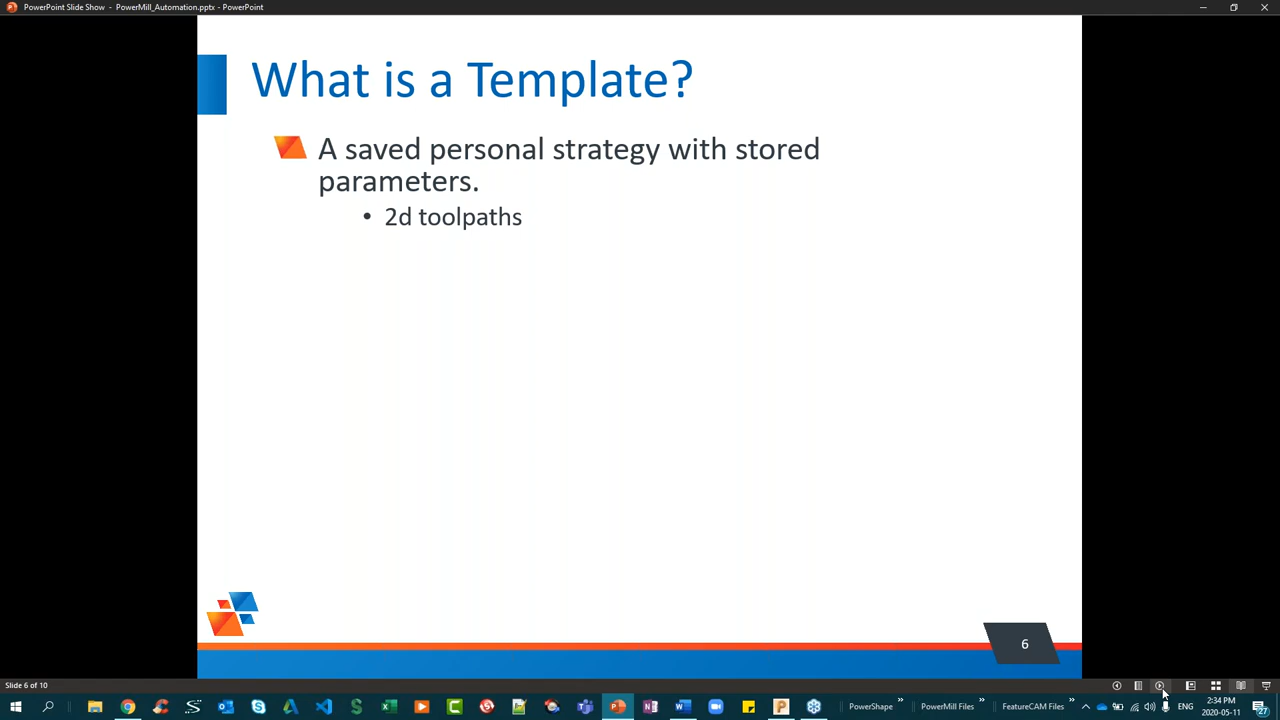 PowerPoint Slide Show - PowerMill_Automation.pptx - PowerPoint
What is a Template?
A saved personal strategy with stored
parameters.
• 2d toolpaths
6
Slide 6 of 10
PowerShape
PowerMill Files
FeatureCAM Files
ENG
2:34 PM
2020-05-11
27